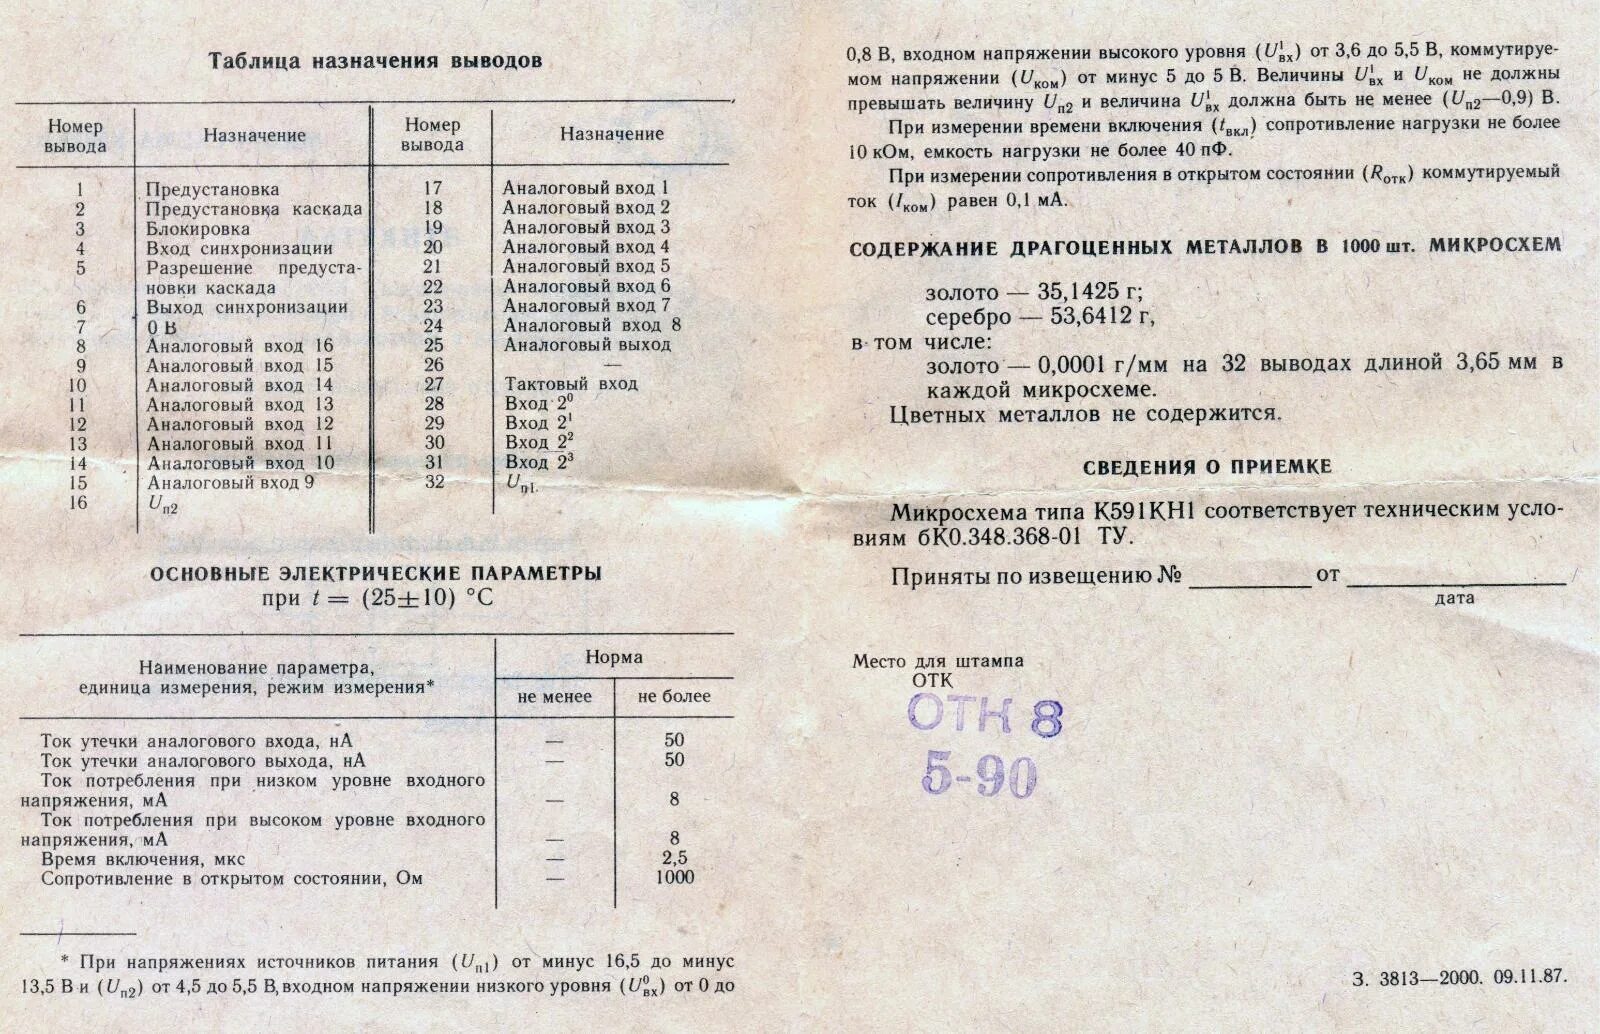 Таблица назначения выводов
Номер вывода | Назначение | Номер вывода | Назначение
1 | Предустановка | 17 | Аналоговый вход 1
2 | Предустановка каскада | 18 | Аналоговый вход 2
3 | Блокировка | 19 | Аналоговый вход 3
4 | Вход синхронизации | 20 | Аналоговый вход 4
5 | Разрешение предуста- | 21 | Аналоговый вход 5
новки каскада | 22 | Аналоговый вход 6
6 | Выход синхронизации | 23 | Аналоговый вход 7
7 | 0 В | 24 | Аналоговый вход 8
8 | Аналоговый вход 16 | 25 | Аналоговый выход
9 | Аналоговый вход 15 | 26 | —
10 | Аналоговый вход 14 | 27 | Тактовый вход
11 | Аналоговый вход 13 | 28 | Вход 2⁰
12 | Аналоговый вход 12 | 29 | Вход 2¹
13 | Аналоговый вход 11 | 30 | Вход 2²
14 | Аналоговый вход 10 | 31 | Вход 2³
15 | Аналоговый вход 9 | 32 | Uп1.
16 | Uп2
ОСНОВНЫЕ ЭЛЕКТРИЧЕСКИЕ ПАРАМЕТРЫ
при t = (25±10) °С
Наименование параметра, | Норма
единица измерения, режим измерения* | не менее | не более
Ток утечки аналогового входа, нА | — | 50
Ток утечки аналогового выхода, нА | — | 50
Ток потребления при низком уровне входного
напряжения, мА | — | 8
Ток потребления при высоком уровне входного
напряжения, мА | — | 8
Время включения, мкс | — | 2,5
Сопротивление в открытом состоянии, Ом | — | 1000
* При напряжениях источников питания (Uп1) от минус 16,5 до минус
13,5 В и (Uп2) от 4,5 до 5,5 В, входном напряжении низкого уровня (U⁰вх) от 0 до
0,8 В, входном напряжении высокого уровня (U¹вх) от 3,6 до 5,5 В, коммутируе-
мом напряжении (Uком) от минус 5 до 5 В. Величины U¹вх и Uком не должны
превышать величину Uп2 и величина U¹вх должна быть не менее (Uп2—0,9) В.
При измерении времени включения (tвкл) сопротивление нагрузки не более
10 кОм, емкость нагрузки не более 40 пФ.
При измерении сопротивления в открытом состоянии (Rотк) коммутируемый
ток (Iком) равен 0,1 мА.
СОДЕРЖАНИЕ ДРАГОЦЕННЫХ МЕТАЛЛОВ В 1000 шт. МИКРОСХЕМ
золото — 35,1425 г;
серебро — 53,6412 г,
в том числе:
золото — 0,0001 г/мм на 32 выводах длиной 3,65 мм в
каждой микросхеме.
Цветных металлов не содержится.
СВЕДЕНИЯ О ПРИЕМКЕ
Микросхема типа К591КН1 соответствует техническим усло-
виям бК0.348.368-01 ТУ.
Приняты по извещению № ________ от ________
дата
Место для штампа
ОТК
ОТК 8
5-90
З. 3813—2000. 09.11.87.